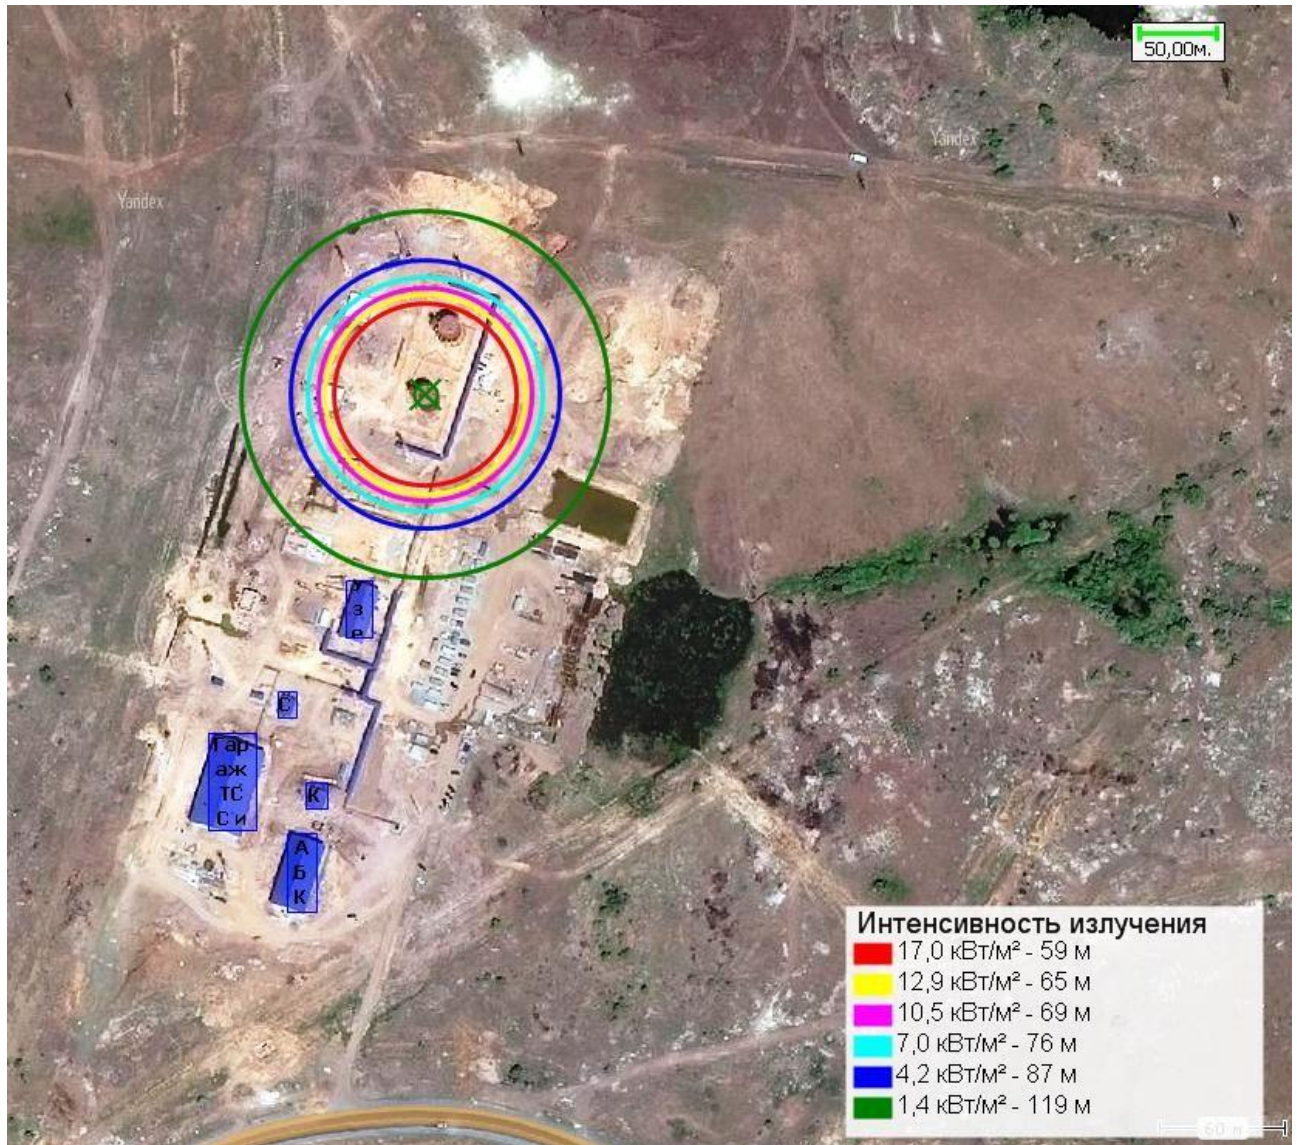 50,00м.
Yandex
Yandex
зе
С
Гар
аж
ТС
С и
К
А
Б
К
Интенсивность излучения
17,0 кВт/м² - 59 м
12,9 кВт/м² - 65 м
10,5 кВт/м² - 69 м
7,0 кВт/м² - 76 м
4,2 кВт/м² - 87 м
1,4 кВт/м² - 119 м
60 м